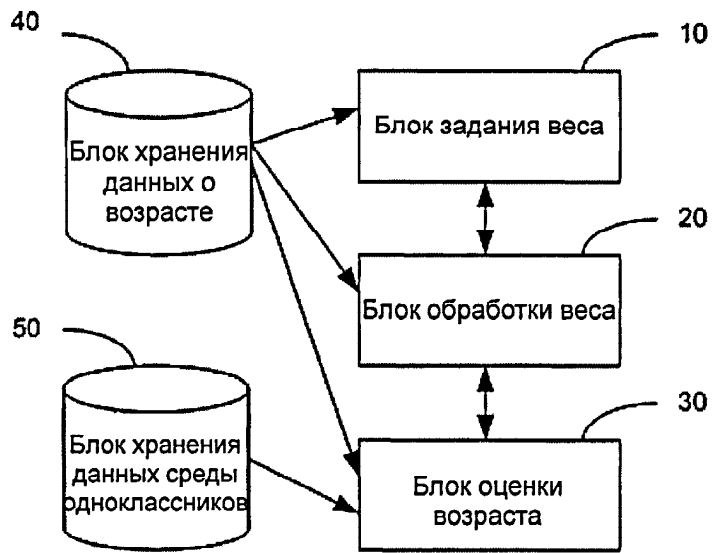 40
10
Блок хранения
данных о
возрасте
Блок задания веса
20
Блок обработки веса
50
30
Блок хранения
данных среды
одноклассников
Блок оценки
возраста